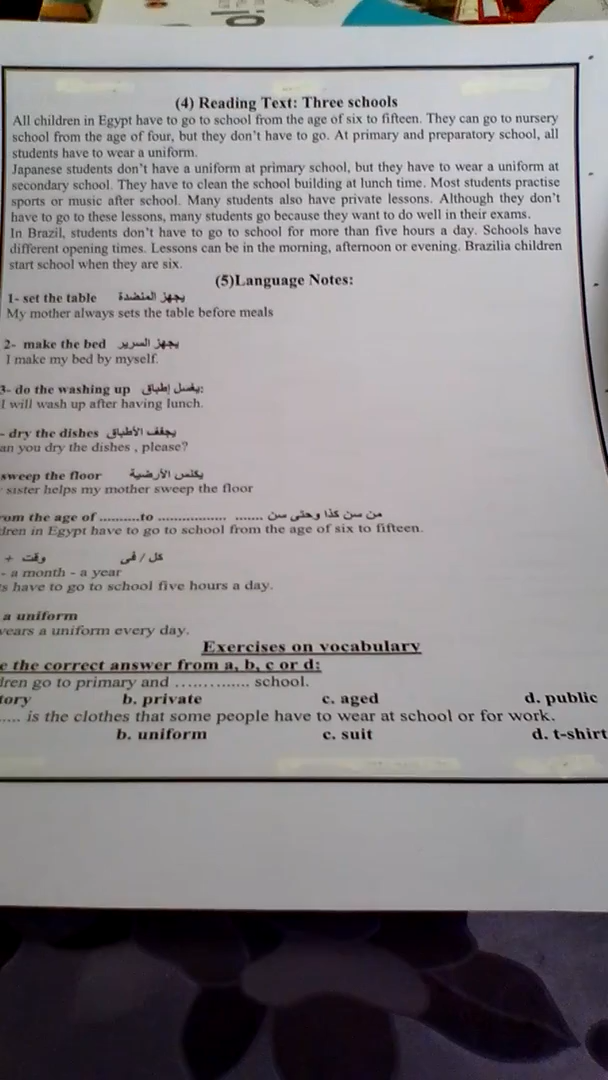 (4) Reading Text: Three schools
All children in Egypt have to go to school from the age of six to fifteen. They can go to nursery
school from the age of four, but they don't have to go. At primary and preparatory school, all
students have to wear a uniform.
Japanese students don't have a uniform at primary school, but they have to wear a uniform at
secondary school. They have to clean the school building at lunch time. Most students practise
sports or music after school. Many students also have private lessons. Although they don't
have to go to these lessons, many students go because they want to do well in their exams.
In Brazil, students don't have to go to school for more than five hours a day. Schools have
different opening times. Lessons can be in the morning, afternoon or evening. Brazilia children
start school when they are six.
(5)Language Notes:
1- set the table يجهز المنضدة
My mother always sets the table before meals
2- make the bed يجهز السرير
I make my bed by myself.
3- do the washing up يغسل إطباق:
I will wash up after having lunch.
- dry the dishes يجفف الأطباق
an you dry the dishes , please?
sweep the floor يكنس الأرضية
sister helps my mother sweep the floor
rom the age of ..........to ................. ....... من سن كذا وحتى سن
dren in Egypt have to go to school from the age of six to fifteen.
+ وقت كل / فى
- a month - a year
s have to go to school five hours a day.
a uniform
wears a uniform every day.
Exercises on vocabulary
e the correct answer from a, b, c or d:
dren go to primary and .............. school.
tory b. private c. aged d. public
..... is the clothes that some people have to wear at school or for work.
b. uniform c. suit d. t-shirt